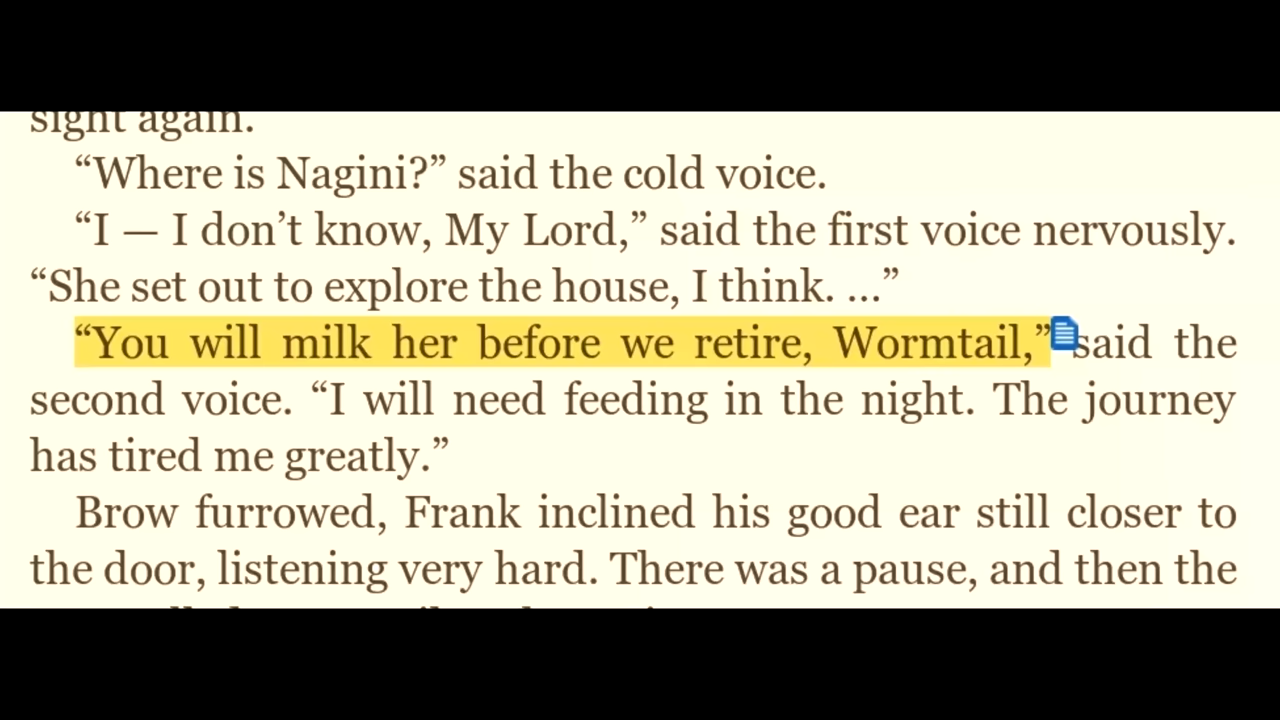 sight again.
“Where is Nagini?” said the cold voice.
“I — I don’t know, My Lord,” said the first voice nervously.
“She set out to explore the house, I think. ...”
“You will milk her before we retire, Wormtail,” said the
second voice. “I will need feeding in the night. The journey
has tired me greatly.”
Brow furrowed, Frank inclined his good ear still closer to
the door, listening very hard. There was a pause, and then the